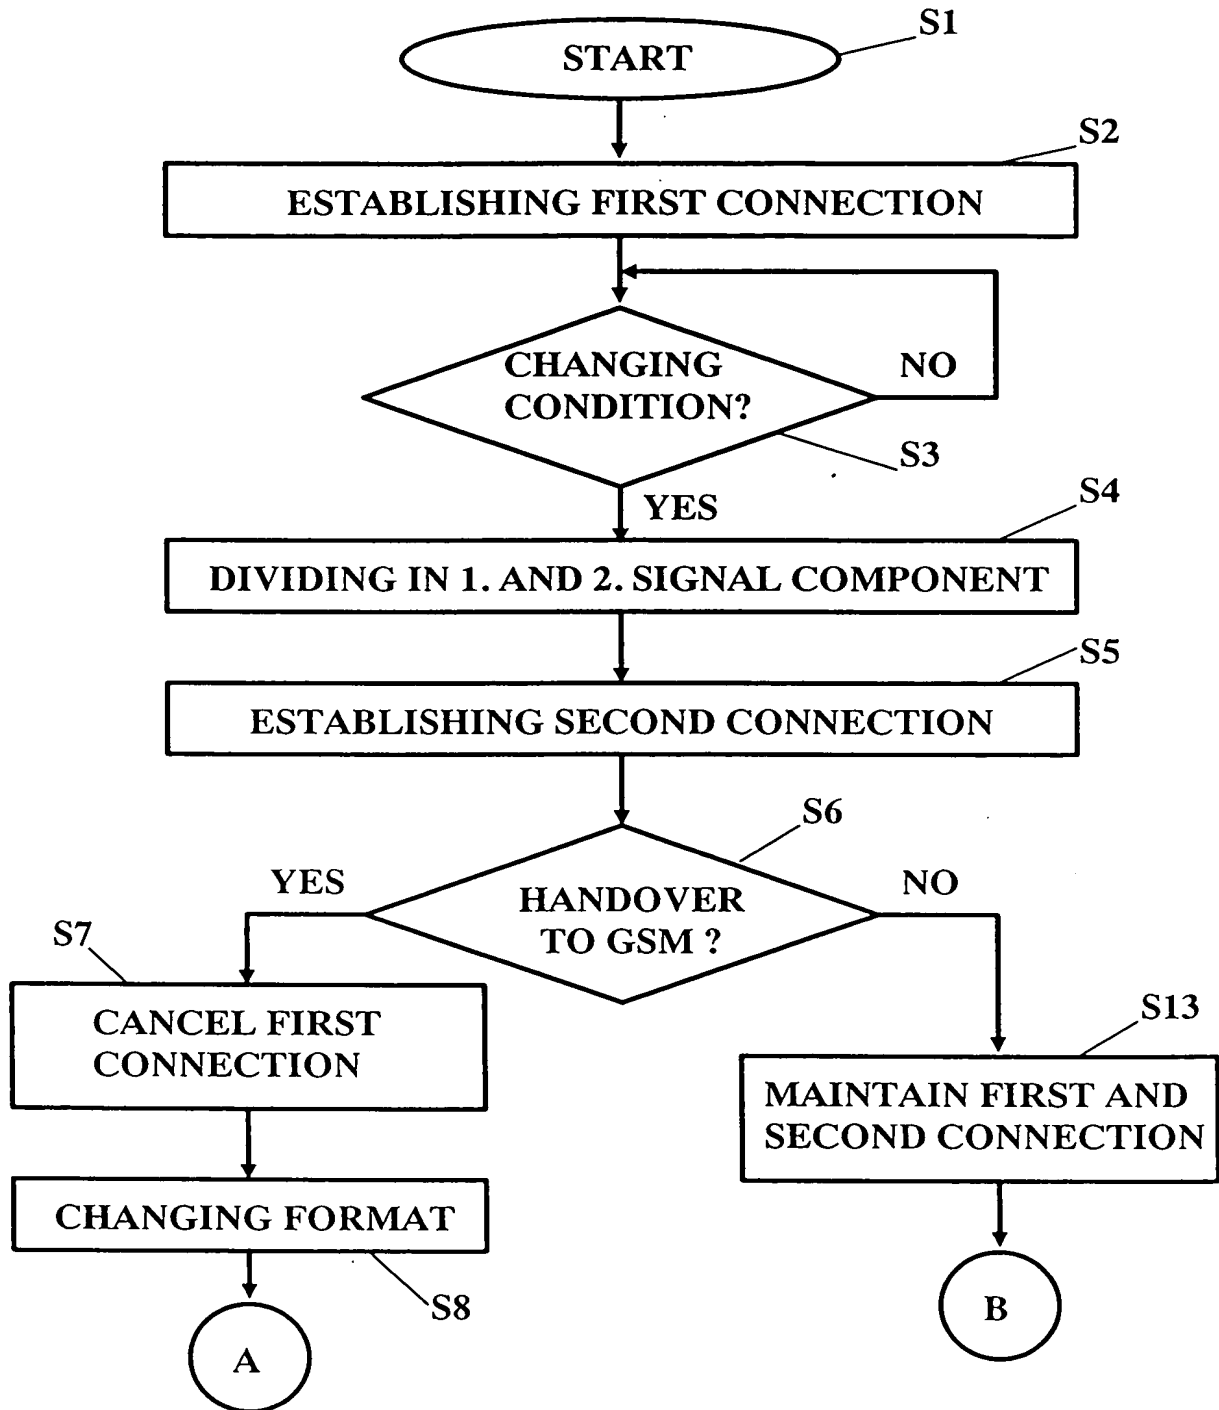 S1
START
S2
ESTABLISHING FIRST CONNECTION
CHANGING
CONDITION?
NO
S3
YES
S4
DIVIDING IN 1. AND 2. SIGNAL COMPONENT
S5
ESTABLISHING SECOND CONNECTION
S6
YES
HANDOVER
TO GSM ?
NO
S7
CANCEL FIRST
CONNECTION
S13
MAINTAIN FIRST AND
SECOND CONNECTION
CHANGING FORMAT
S8
A
B